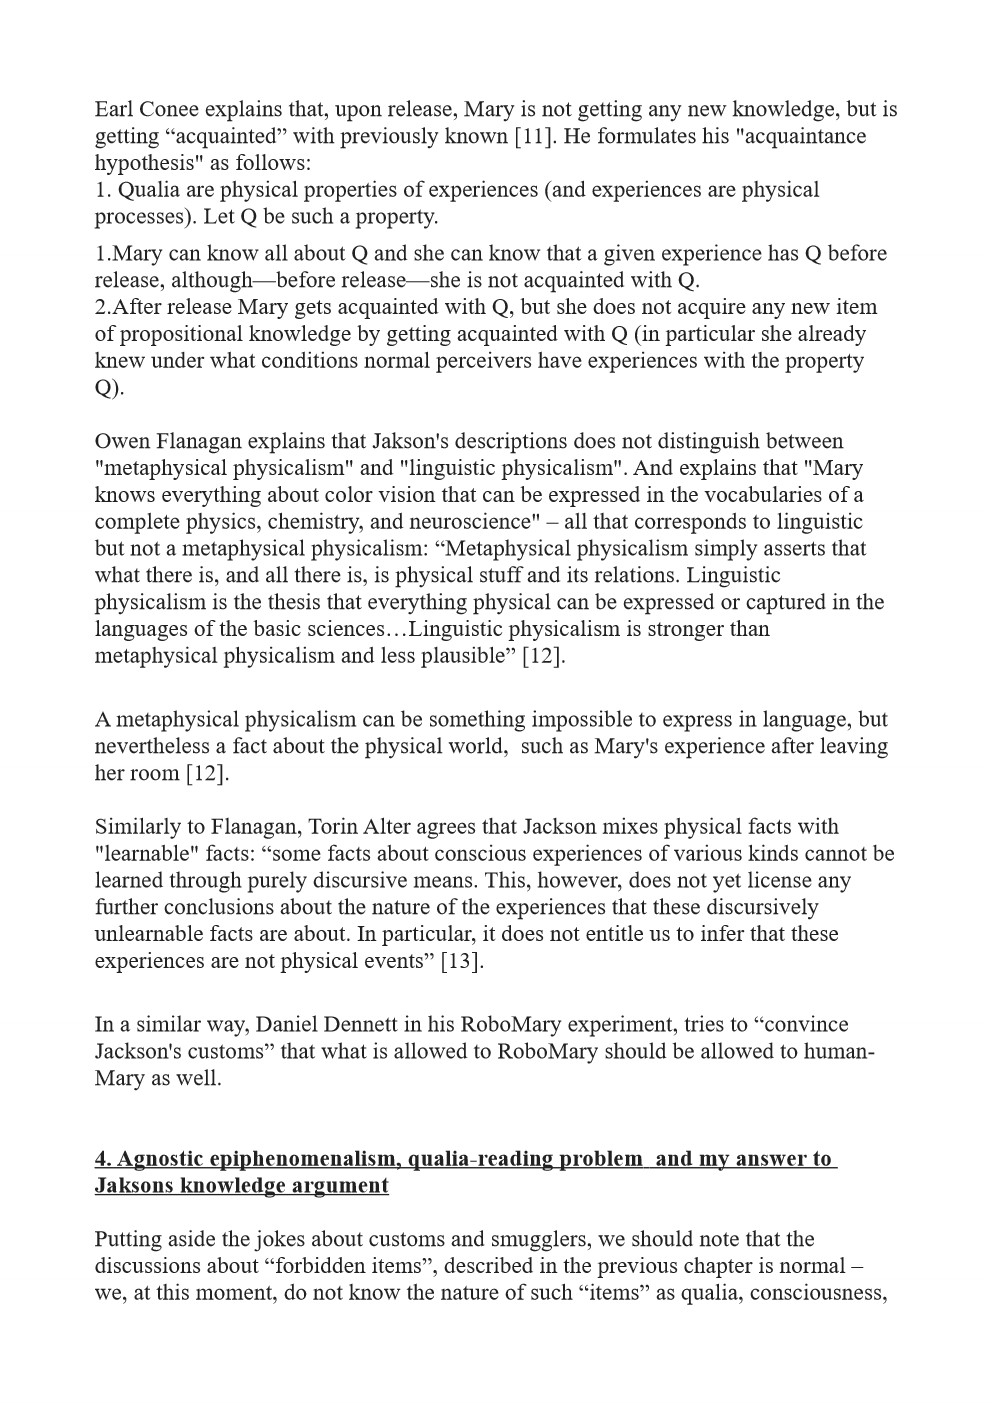 Earl Conee explains that, upon release, Mary is not getting any new knowledge, but is
getting “acquainted” with previously known [11]. He formulates his "acquaintance
hypothesis" as follows:
1. Qualia are physical properties of experiences (and experiences are physical
processes). Let Q be such a property.
1.Mary can know all about Q and she can know that a given experience has Q before
release, although—before release—she is not acquainted with Q.
2.After release Mary gets acquainted with Q, but she does not acquire any new item
of propositional knowledge by getting acquainted with Q (in particular she already
knew under what conditions normal perceivers have experiences with the property
Q).
Owen Flanagan explains that Jakson's descriptions does not distinguish between
"metaphysical physicalism" and "linguistic physicalism". And explains that "Mary
knows everything about color vision that can be expressed in the vocabularies of a
complete physics, chemistry, and neuroscience" – all that corresponds to linguistic
but not a metaphysical physicalism: “Metaphysical physicalism simply asserts that
what there is, and all there is, is physical stuff and its relations. Linguistic
physicalism is the thesis that everything physical can be expressed or captured in the
languages of the basic sciences…Linguistic physicalism is stronger than
metaphysical physicalism and less plausible” [12].
A metaphysical physicalism can be something impossible to express in language, but
nevertheless a fact about the physical world,  such as Mary's experience after leaving
her room [12].
Similarly to Flanagan, Torin Alter agrees that Jackson mixes physical facts with
"learnable" facts: “some facts about conscious experiences of various kinds cannot be
learned through purely discursive means. This, however, does not yet license any
further conclusions about the nature of the experiences that these discursively
unlearnable facts are about. In particular, it does not entitle us to infer that these
experiences are not physical events” [13].
In a similar way, Daniel Dennett in his RoboMary experiment, tries to “convince
Jackson's customs” that what is allowed to RoboMary should be allowed to human-
Mary as well.
4. Agnostic epiphenomenalism, qualia-reading problem  and my answer to
Jaksons knowledge argument
Putting aside the jokes about customs and smugglers, we should note that the
discussions about “forbidden items”, described in the previous chapter is normal –
we, at this moment, do not know the nature of such “items” as qualia, consciousness,